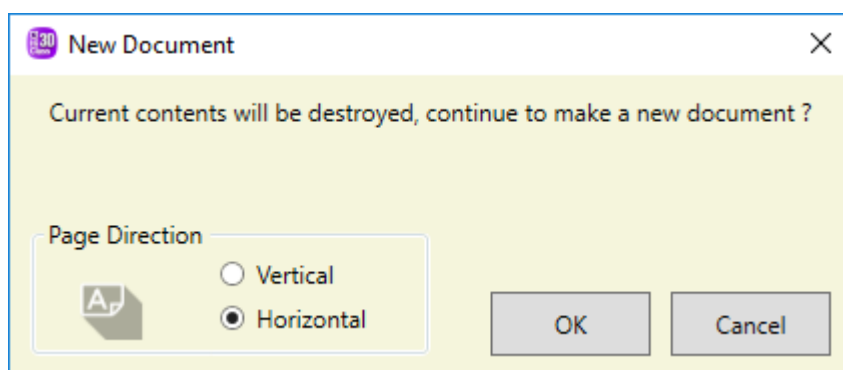 New Document
Current contents will be destroyed, continue to make a new document ?
Page Direction
Vertical
Horizontal
A
OK
Cancel